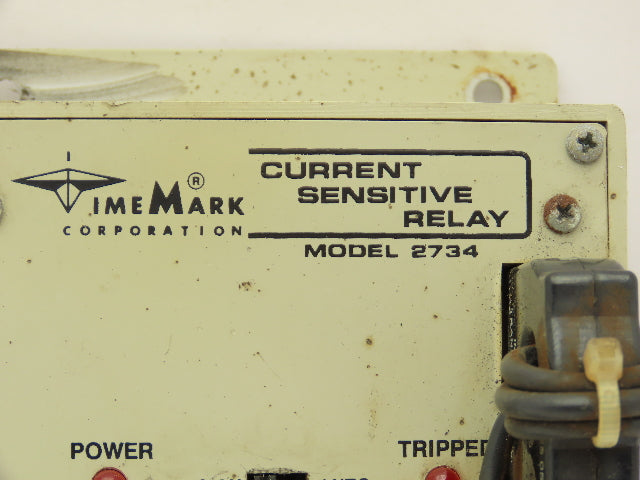 TIMEMARK ®
CORPORATION
CURRENT
SENSITIVE
RELAY
MODEL 2734
POWER
TRIPPED